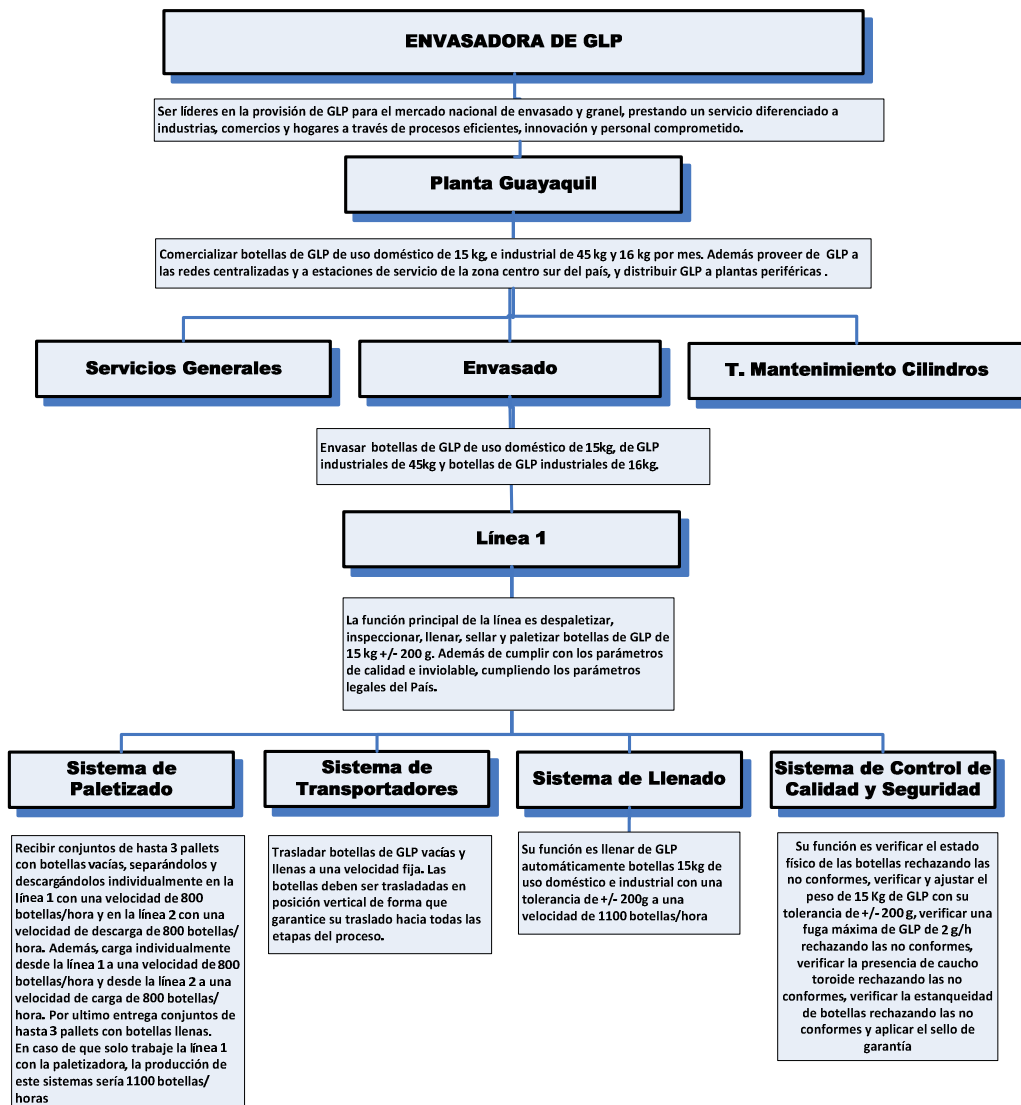 ENVASADORA DE GLP
Ser líderes en la provisión de GLP para el mercado nacional de envasado y granel, prestando un servicio diferenciado a
industrias, comercios y hogares a través de procesos eficientes, innovación y personal comprometido.
Planta Guayaquil
Comercializar botellas de GLP de uso doméstico de 15 kg, e industrial de 45 kg y 16 kg por mes. Además proveer de GLP a
las redes centralizadas y a estaciones de servicio de la zona centro sur del país, y distribuir GLP a plantas periféricas .
Servicios Generales
Envasado
T. Mantenimiento Cilindros
Envasar botellas de GLP de uso doméstico de 15kg, de GLP
industriales de 45kg y botellas de GLP industriales de 16kg.
Línea 1
La función principal de la línea es despaletizar,
inspeccionar, llenar, sellar y paletizar botellas de GLP de
15 kg +/- 200 g. Además de cumplir con los parámetros
de calidad e inviolable, cumpliendo los parámetros
legales del País.
Sistema de
Paletizado
Recibir conjuntos de hasta 3 pallets
con botellas vacías, separándolos y
descargándolos individualmente en la
línea 1 con una velocidad de 800
botellas/hora y en la línea 2 con una
velocidad de descarga de 800 botellas/
hora. Además, carga individualmente
desde la línea 1 a una velocidad de 800
botellas/hora y desde la línea 2 a una
velocidad de carga de 800 botellas/
hora. Por ultimo entrega conjuntos de
hasta 3 pallets con botellas llenas.
En caso de que solo trabaje la línea 1
con la paletizadora, la producción de
este sistemas sería 1100 botellas/
horas
Sistema de
Transportadores
Trasladar botellas de GLP vacías y
llenas a una velocidad fija. Las
botellas deben ser trasladadas en
posición vertical de forma que
garantice su traslado hacia todas las
etapas del proceso.
Sistema de Llenado
Su función es llenar de GLP
automáticamente botellas 15kg de
uso doméstico e industrial con una
tolerancia de +/- 200g a una
velocidad de 1100 botellas/hora
Sistema de Control de
Calidad y Seguridad
Su función es verificar el estado
físico de las botellas rechazando las
no conformes, verificar y ajustar el
peso de 15 Kg de GLP con su
tolerancia de +/- 200 g, verificar una
fuga máxima de GLP de 2 g/h
rechazando las no conformes,
verificar la presencia de caucho
toroide rechazando las no
conformes, verificar la estanqueidad
de botellas rechazando las no
conformes y aplicar el sello de
garantía